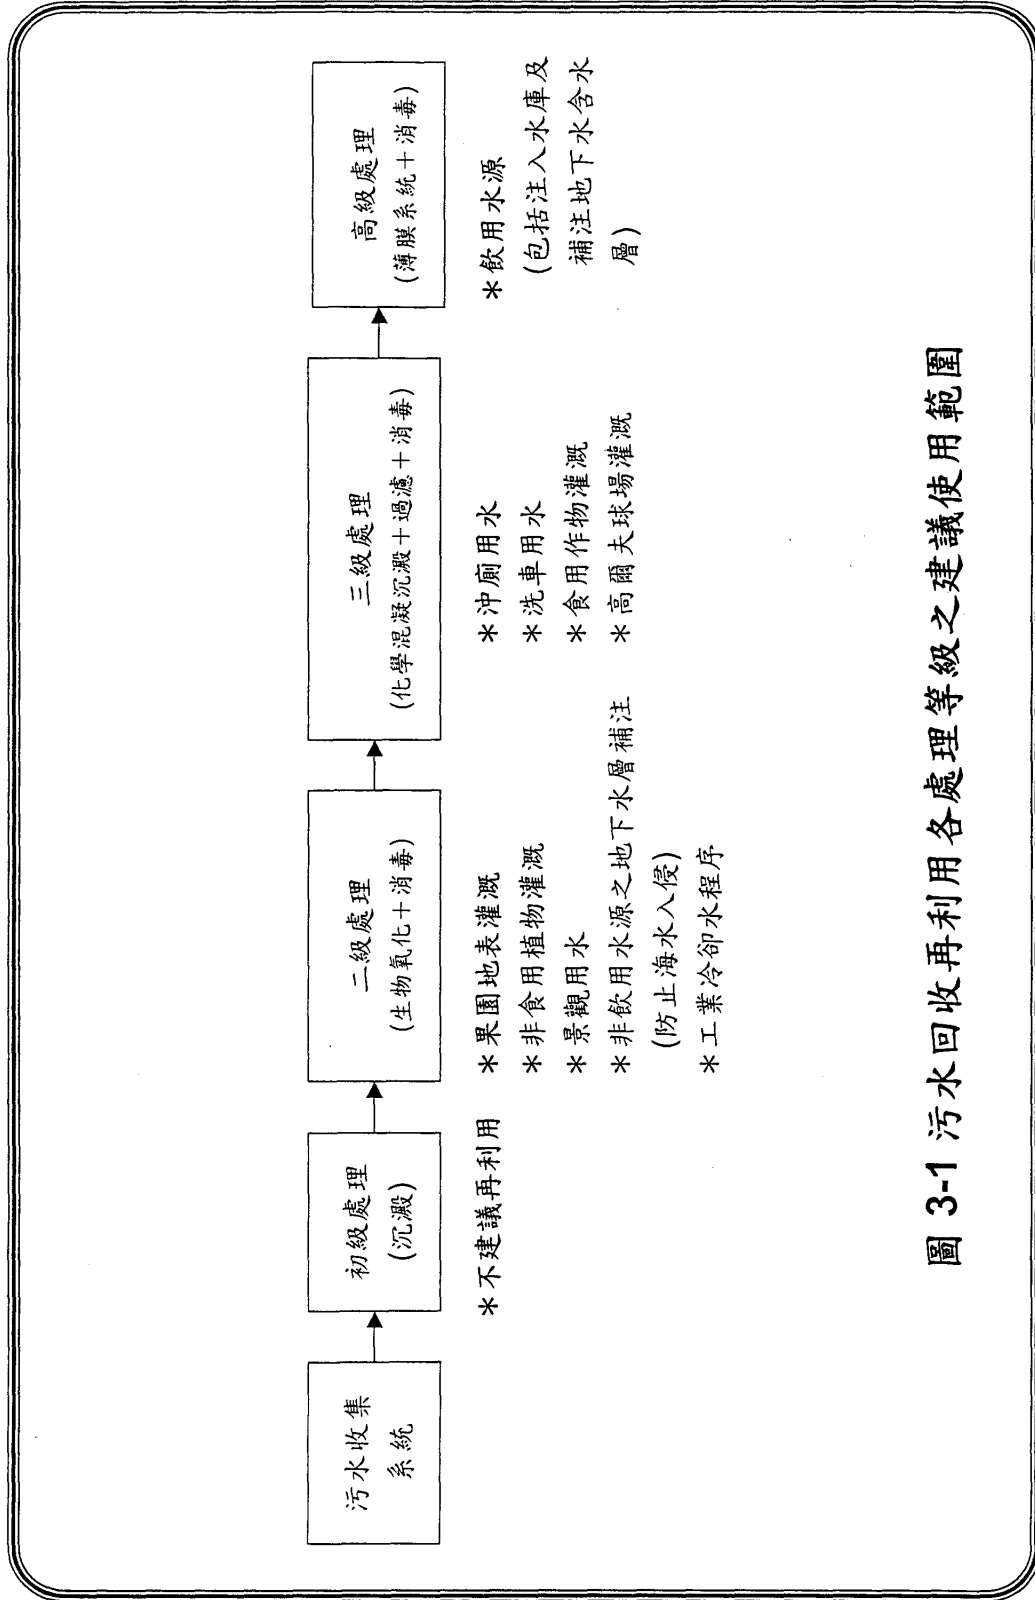 污水收集
系統
初級處理
(沉澱)
*不建議再利用
二級處理
(生物氧化+消毒)
*果園地表灌溉
*非食用植物灌溉
*景觀用水
*非飲用水源之地下水層補注
(防止海水入侵)
*工業冷卻水程序
三級處理
(化學混凝沉澱+過濾+消毒)
*沖廁用水
*洗車用水
*食用作物灌溉
*高爾夫球場灌溉
高級處理
(薄膜系統+消毒)
*飲用水源
(包括注入水庫及
補注地下水含水
層)
圖 3-1 污水回收再利用各處理等級之建議使用範圍